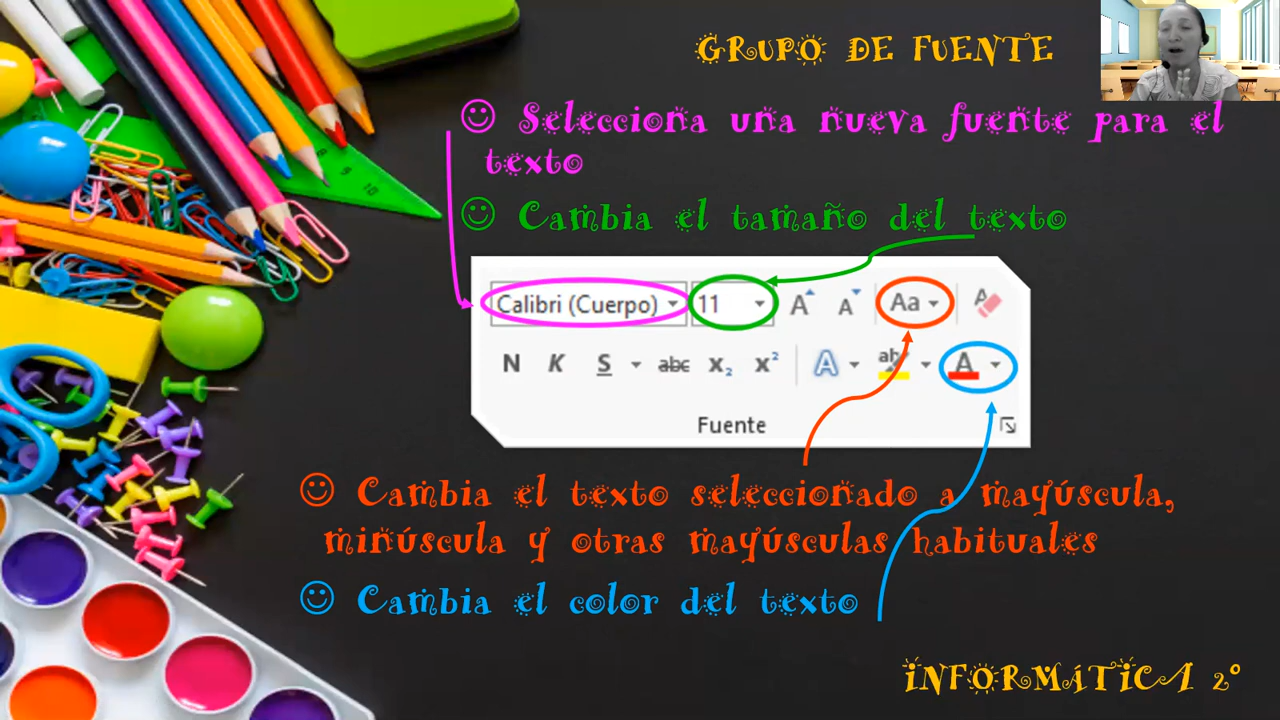 GRUPO DE FUENTE
☺ Selecciona una nueva fuente para el
texto
☺ Cambia el tamaño del texto
Calibri (Cuerpo) 11 A A Aa A
N K S abc x₂ x² A ab A
Fuente
☺ Cambia el texto seleccionado a mayúscula,
minúscula y otras mayúsculas habituales
☺ Cambia el color del texto
INFORMÁTICA 2°